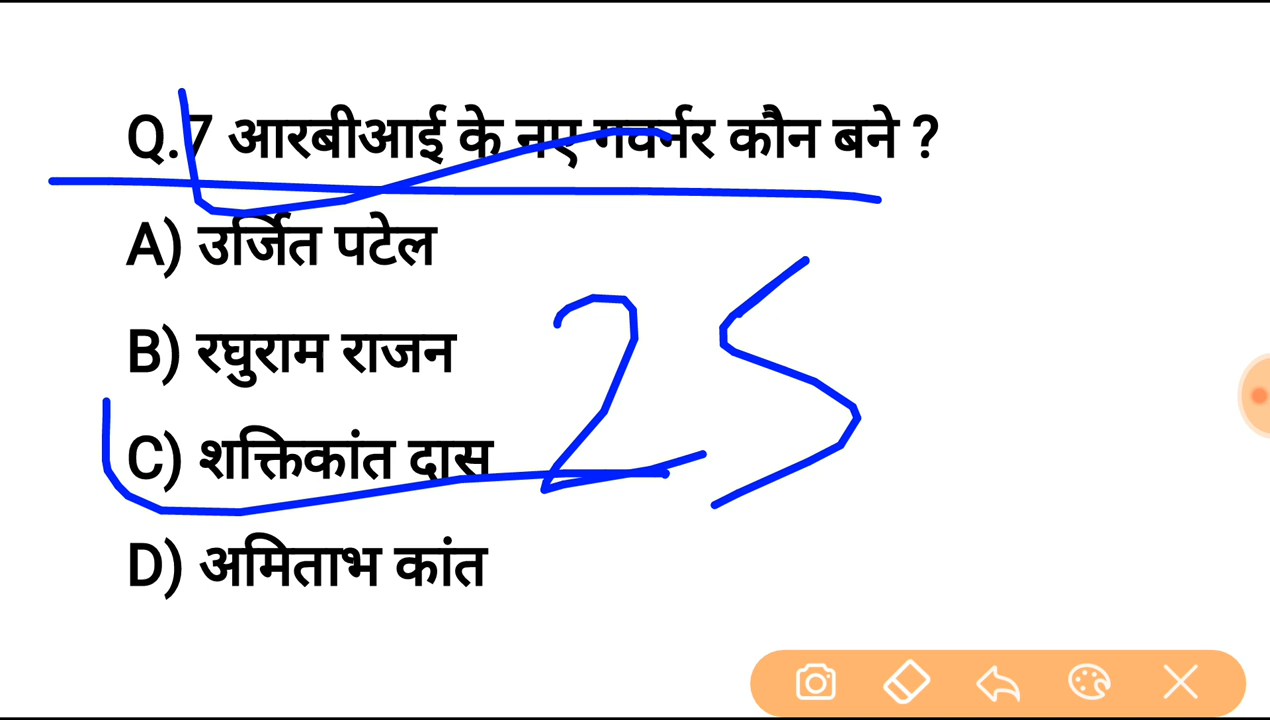 Q.7 आरबीआई के नए गवर्नर कौन बने ?
A) उर्जित पटेल
B) रघुराम राजन
C) शक्तिकांत दास
25
D) अमिताभ कांत